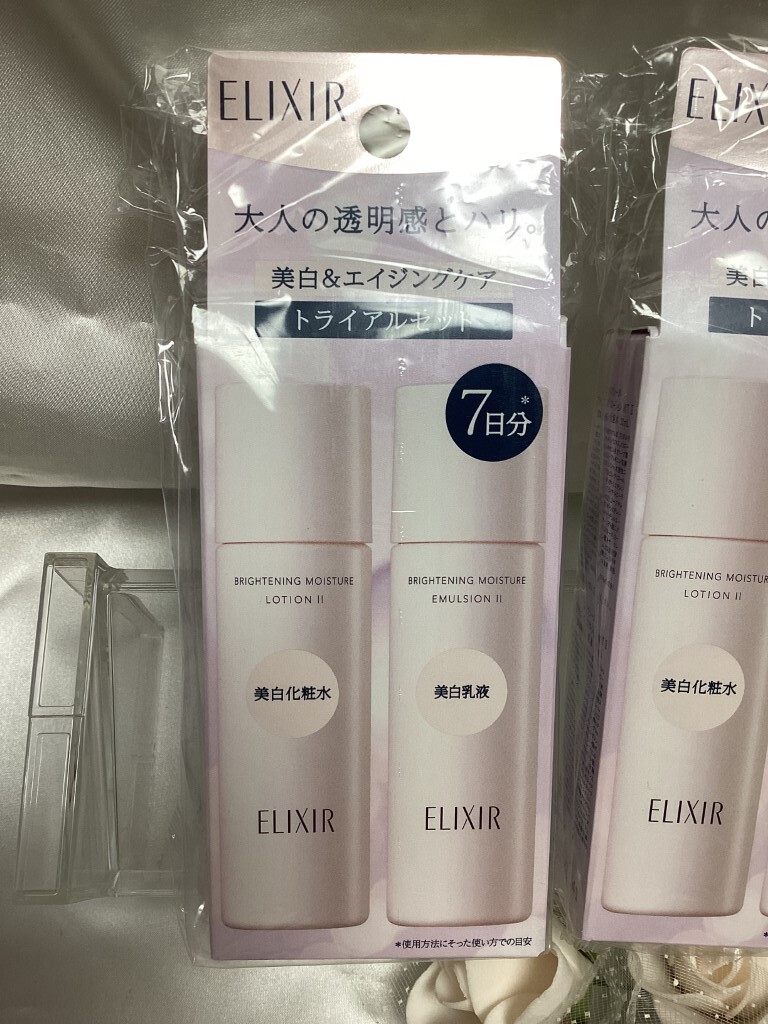 ELIXIR
大人の透明感とハリ。
美白&エイジングケア
トライアルセット
7日分*
BRIGHTENING MOISTURE
LOTION II
美白化粧水
ELIXIR
BRIGHTENING MOISTURE
EMULSION II
美白乳液
ELIXIR
*使用方法にそった使い方での目安
ELIX
大人の
美白
ト
BRIGHTENING MOISTUR
LOTION II
美白化粧水
ELIXIR